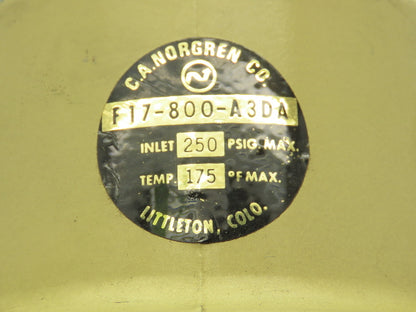 C.A. NORGREN CO.
F17-800-A3DA
INLET 250 PSIG. MAX.
TEMP. 175 °F MAX.
LITTLETON, COLO.